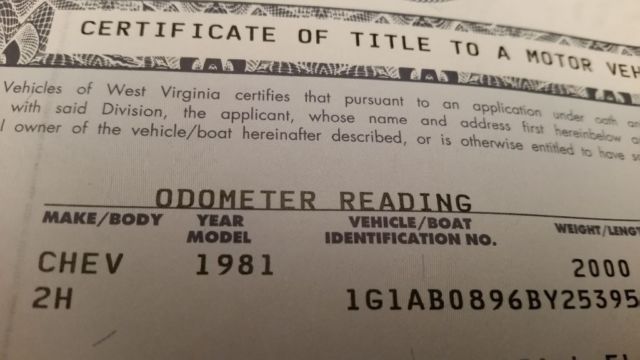 CERTIFICATE OF TITLE TO A MOTOR VEH
Vehicles of West Virginia certifies that pursuant to an application under oath an
with said Division, the applicant, whose name and address first hereinbelow a
l owner of the vehicle/boat hereinafter described, or is otherwise entitled to have
ODOMETER READING
MAKE/BODY YEAR MODEL VEHICLE/BOAT IDENTIFICATION NO. WEIGHT/LENGT
CHEV 1981 2000
2H 1G1AB0896BY25395